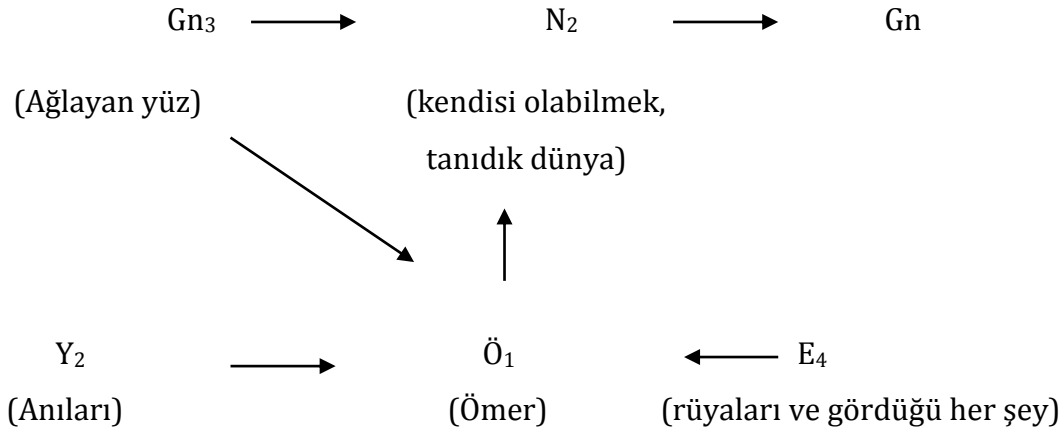 Gn₃ N₂ Gn
(Ağlayan yüz) (kendisi olabilmek,
tanıdık dünya)
Y₂ Ö₁ E₄
(Anıları) (Ömer) (rüyaları ve gördüğü her şey)